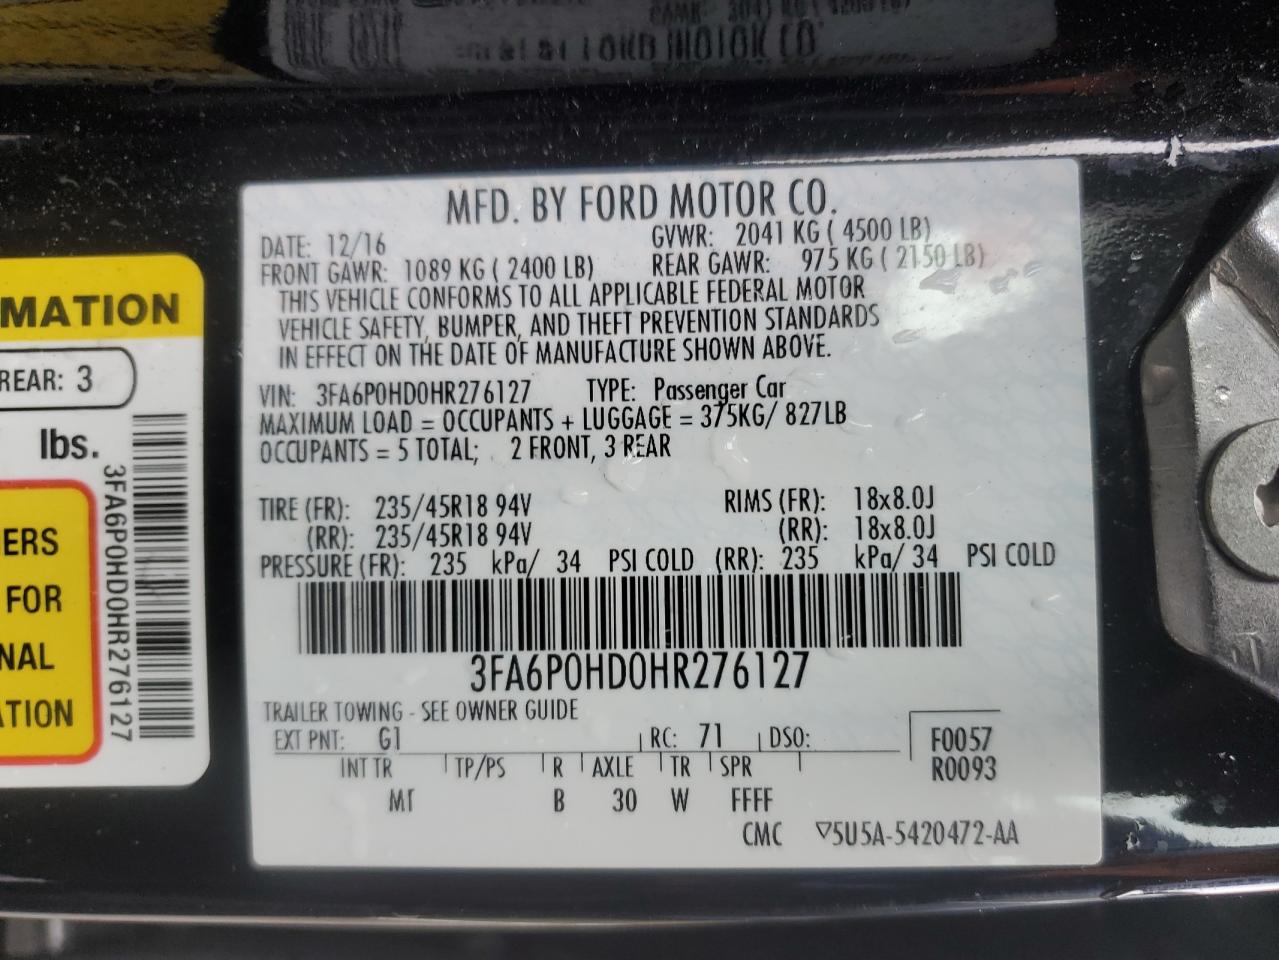 FORD MOTOR CO
MFD. BY FORD MOTOR CO.
DATE: 12/16 GVWR: 2041 KG ( 4500 LB)
FRONT GAWR: 1089 KG ( 2400 LB) REAR GAWR: 975 KG ( 2150 LB)
THIS VEHICLE CONFORMS TO ALL APPLICABLE FEDERAL MOTOR
VEHICLE SAFETY, BUMPER, AND THEFT PREVENTION STANDARDS
IN EFFECT ON THE DATE OF MANUFACTURE SHOWN ABOVE.
VIN: 3FA6P0HD0HR276127 TYPE: Passenger Car
MAXIMUM LOAD = OCCUPANTS + LUGGAGE = 375KG/ 827LB
OCCUPANTS = 5 TOTAL; 2 FRONT, 3 REAR
TIRE (FR): 235/45R18 94V RIMS (FR): 18x8.0J
(RR): 235/45R18 94V (RR): 18x8.0J
PRESSURE (FR): 235 kPa/ 34 PSI COLD (RR): 235 kPa/ 34 PSI COLD
3FA6P0HD0HR276127
TRAILER TOWING - SEE OWNER GUIDE
EXT PNT: G1 RC: 71 DSO: F0057
INT TR TP/PS R AXLE TR SPR R0093
B 30 W FFFF
CMC 5U5A-5420472-AA
MATION
REAR: 3
lbs.
3FA6P0HD0HR276127
ERS
FOR
NAL
ATION